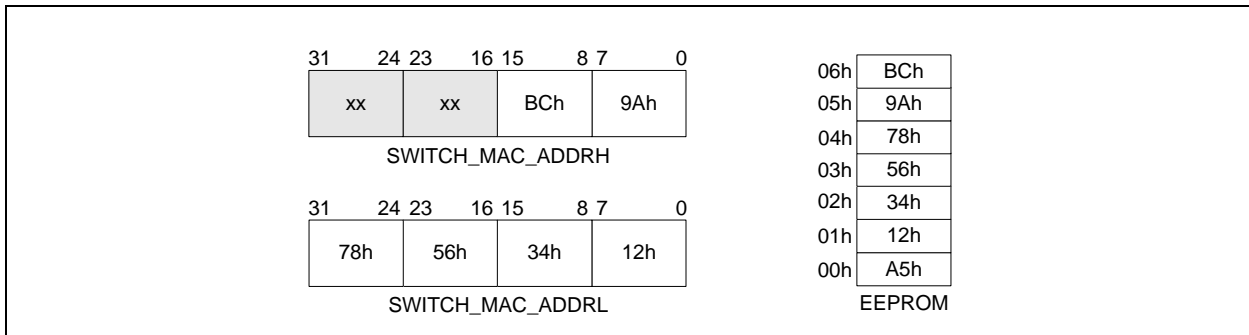 31 24 23 16 15 8 7 0
xx xx BCh 9Ah
SWITCH_MAC_ADDRH
31 24 23 16 15 8 7 0
78h 56h 34h 12h
SWITCH_MAC_ADDRL
06h BCh
05h 9Ah
04h 78h
03h 56h
02h 34h
01h 12h
00h A5h
EEPROM